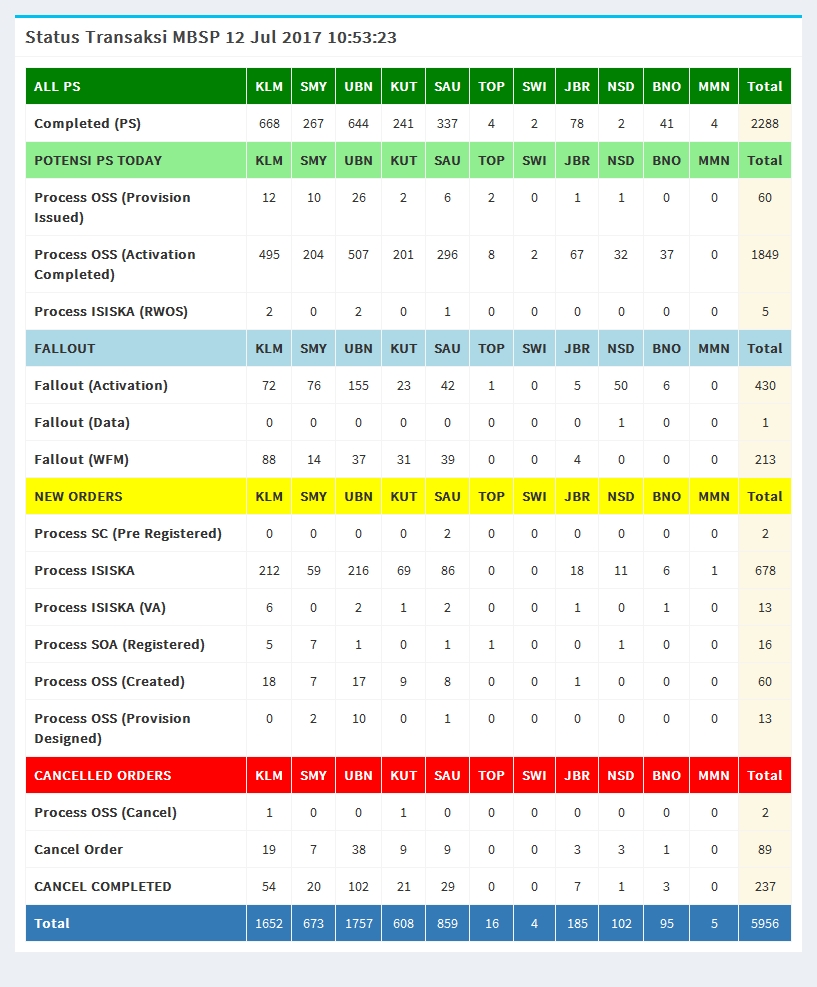 Status Transaksi MBSP 12 Jul 2017 10:53:23
ALL PS KLM SMY UBN KUT SAU TOP SWI JBR NSD BNO MMN Total
Completed (PS) 668 267 644 241 337 4 2 78 2 41 4 2288
POTENSI PS TODAY KLM SMY UBN KUT SAU TOP SWI JBR NSD BNO MMN Total
Process OSS (Provision 12 10 26 2 6 2 0 1 1 0 0 60
Issued)
Process OSS (Activation 495 204 507 201 296 8 2 67 32 37 0 1849
Completed)
Process ISISKA (RWOS) 2 0 2 0 1 0 0 0 0 0 0 5
FALLOUT KLM SMY UBN KUT SAU TOP SWI JBR NSD BNO MMN Total
Fallout (Activation) 72 76 155 23 42 1 0 5 50 6 0 430
Fallout (Data) 0 0 0 0 0 0 0 0 1 0 0 1
Fallout (WFM) 88 14 37 31 39 0 0 4 0 0 0 213
NEW ORDERS KLM SMY UBN KUT SAU TOP SWI JBR NSD BNO MMN Total
Process SC (Pre Registered) 0 0 0 0 2 0 0 0 0 0 0 2
Process ISISKA 212 59 216 69 86 0 0 18 11 6 1 678
Process ISISKA (VA) 6 0 2 1 2 0 0 1 0 1 0 13
Process SOA (Registered) 5 7 1 0 1 1 0 0 1 0 0 16
Process OSS (Created) 18 7 17 9 8 0 0 1 0 0 0 60
Process OSS (Provision 0 2 10 0 1 0 0 0 0 0 0 13
Designed)
CANCELLED ORDERS KLM SMY UBN KUT SAU TOP SWI JBR NSD BNO MMN Total
Process OSS (Cancel) 1 0 0 1 0 0 0 0 0 0 0 2
Cancel Order 19 7 38 9 9 0 0 3 3 1 0 89
CANCEL COMPLETED 54 20 102 21 29 0 0 7 1 3 0 237
Total 1652 673 1757 608 859 16 4 185 102 95 5 5956